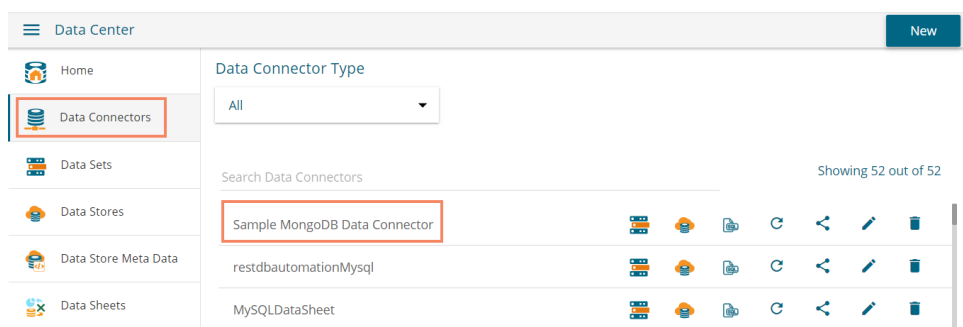 Data Center
New
Home
Data Connectors
Data Sets
Data Stores
Data Store Meta Data
Data Sheets
Data Connector Type
All
Search Data Connectors
Showing 52 out of 52
Sample MongoDB Data Connector
restdbautomationMysql
MySQLDataSheet